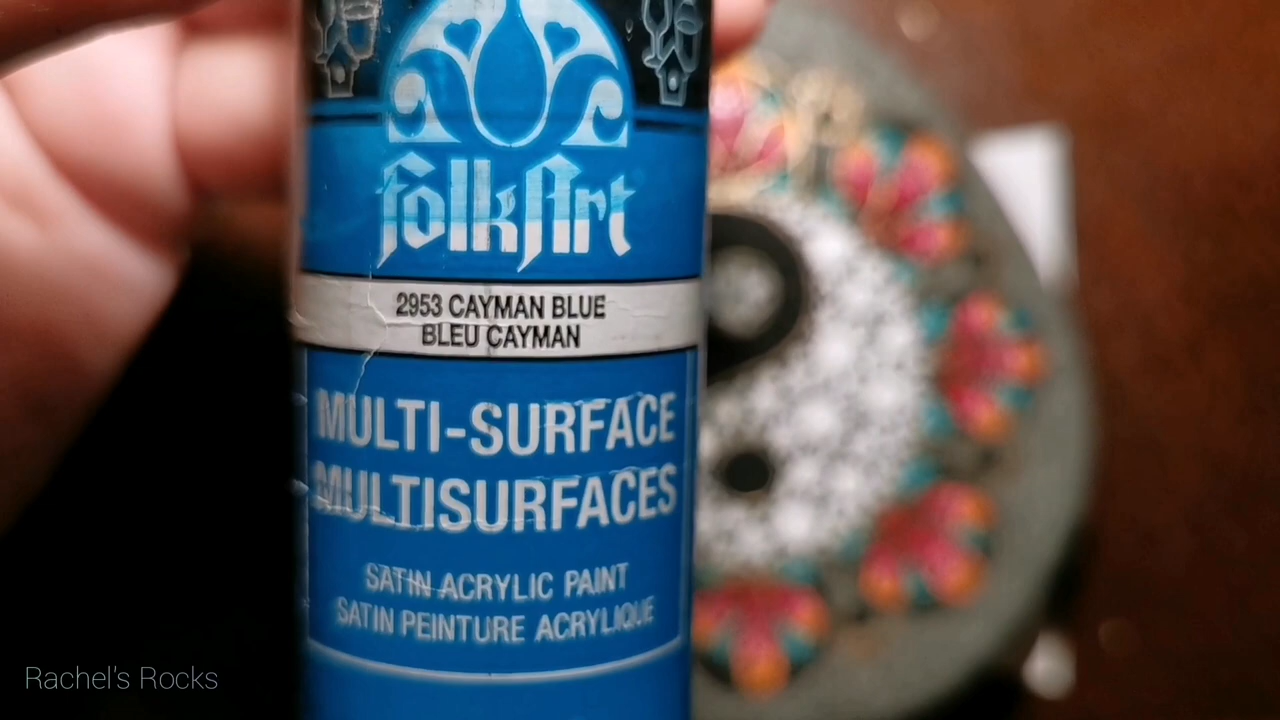 folkArt
2953 CAYMAN BLUE
BLEU CAYMAN
MULTI-SURFACE
MULTISURFACES
SATIN ACRYLIC PAINT
SATIN PEINTURE ACRYLIQUE
Rachel's Rocks